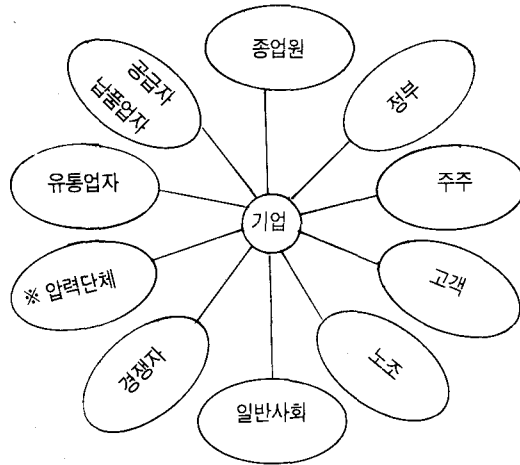 종업원
정부
주주
고객
노조
일반사회
경쟁자
※ 압력단체
유통업자
공급자
납품업자
기업